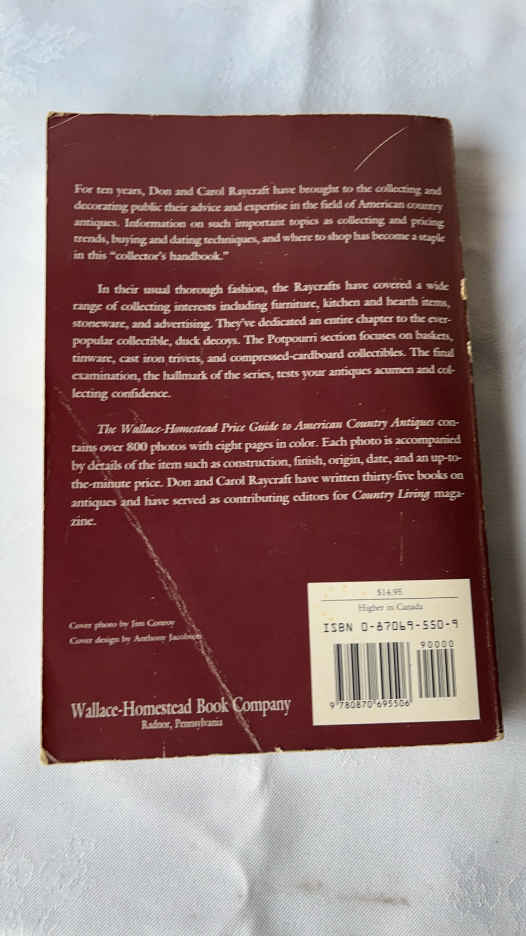 For ten years, Don and Carol Raycraft have brought to the collecting and
decorating public their advice and expertise in the field of American country
antiques. Information on such important topics as collecting and pricing
trends, buying and dating techniques, and where to shop has become a staple
in this "collector's handbook."
In their usual thorough fashion, the Raycrafts have covered a wide
range of collecting interests including furniture, kitchen and hearth items,
stoneware, and advertising. They've dedicated an entire chapter to the ever-
popular collectible, duck decoys. The Potpourri section focuses on baskets,
tinware, cast iron trivets, and compressed-cardboard collectibles. The final
examination, the hallmark of the series, tests your antiques acumen and col-
lecting confidence.
The Wallace-Homestead Price Guide to American Country Antiques con-
tains over 800 photos with eight pages in color. Each photo is accompanied
by details of the item such as construction, finish, origin, date, and an up-to-
the-minute price. Don and Carol Raycraft have written thirty-five books on
antiques and have served as contributing editors for Country Living maga-
zine.
$14.95
Higher in Canada
ISBN 0-87069-550-9
90000
9 780870 695506
Cover photo by Jim Conroy
Cover design by Anthony Jacobson
Wallace-Homestead Book Company
Radnor, Pennsylvania